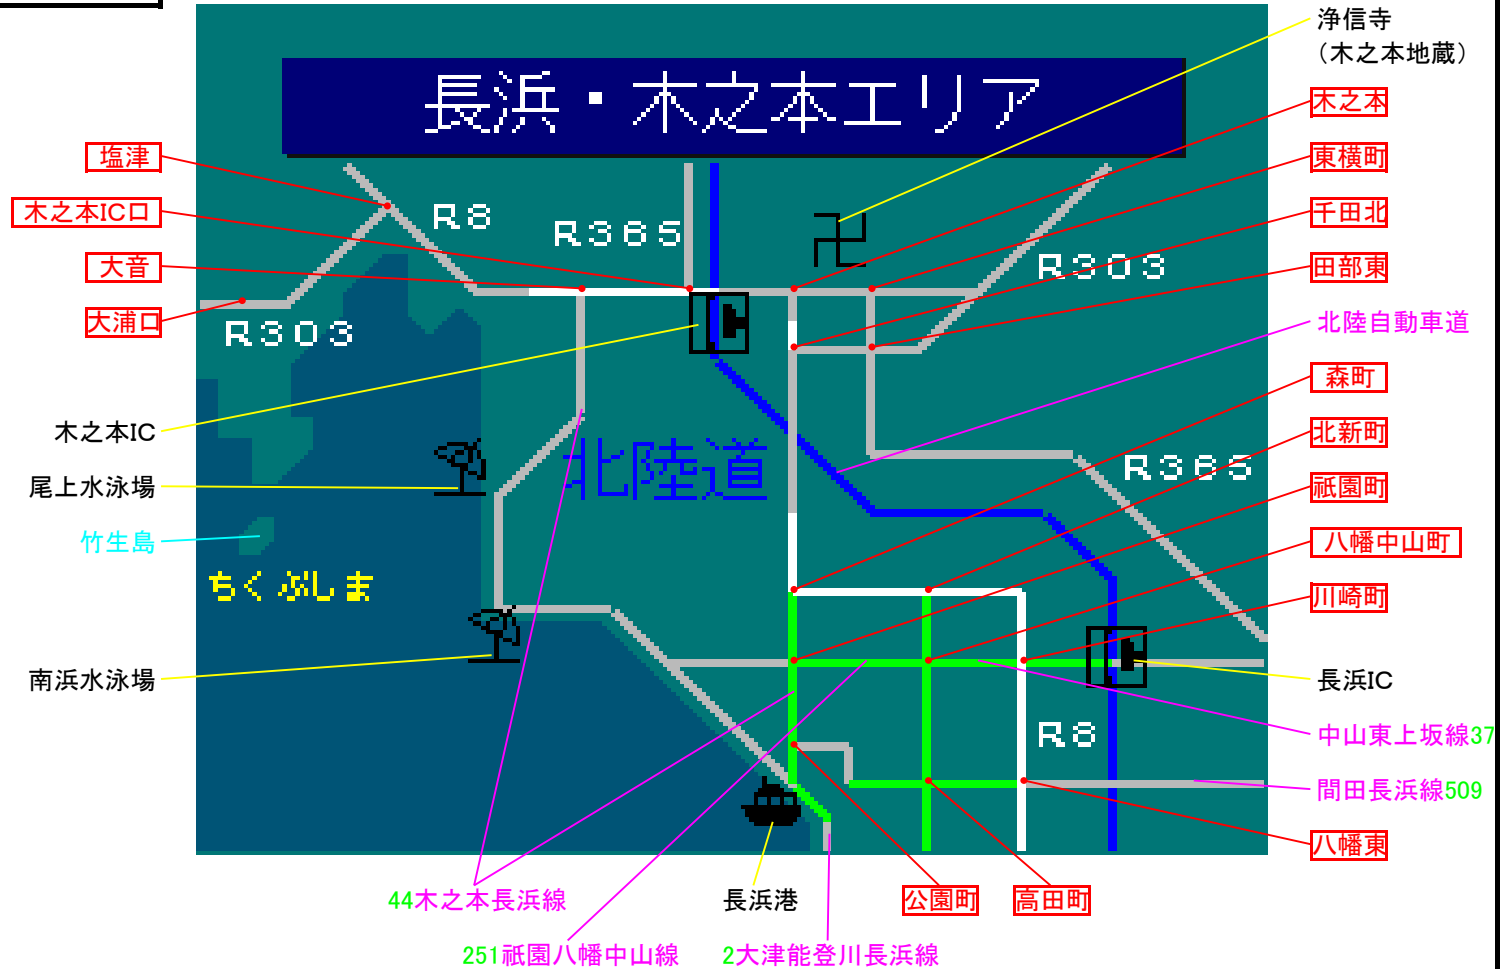 浄信寺
（木之本地蔵）
長浜・木之本エリア
木之本
塩津
東横町
木之本IC口
R8
R365
千田北
大音
R303
田部東
大浦口
R303
北陸自動車道
森町
木之本IC
北新町
北陸道
R365
尾上水泳場
祇園町
竹生島
八幡中山町
ちくぶしま
川崎町
南浜水泳場
長浜IC
R8
中山東上坂線37
間田長浜線509
八幡東
44木之本長浜線
長浜港
公園町
高田町
251祇園八幡中山線
2大津能登川長浜線